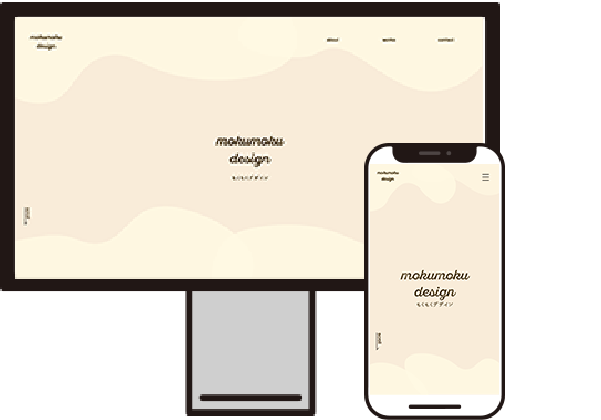 mokumoku
design
about
works
contact
mokumoku
design
もくもくデザイン
mokumoku
design
mokumoku
design
もくもくデザイン